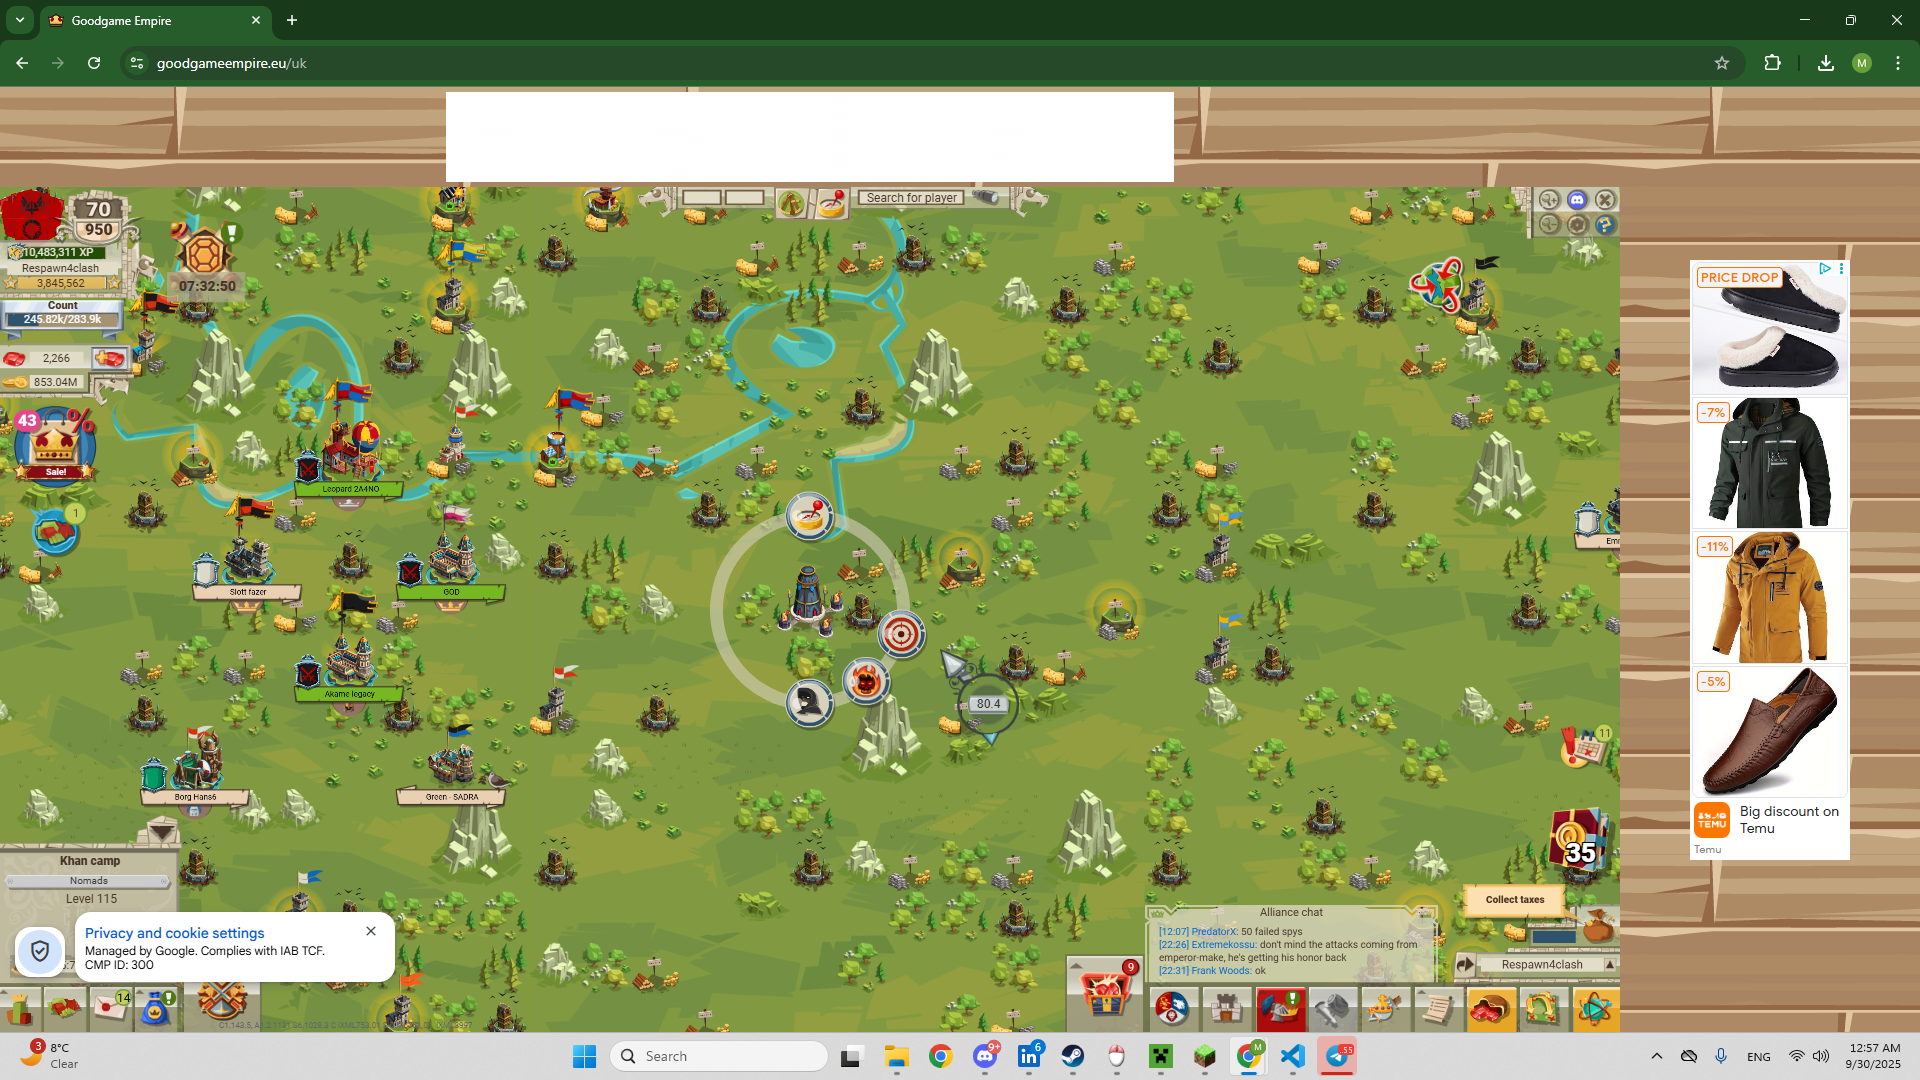 Goodgame Empire
goodgameempire.eu/uk
M
70
950
10,483,311 XP
Respawn4clash
3,845,562
Count
245.82k/283.9k
2,266
853.04M
07:32:50
Search for player
43
%
Sale!
1
Leopard 2A4NO
Slott fazer
GOD
Akame legacy
Borg Hans6
Green - SADRA
80.4
11
35
PRICE DROP
-7%
-11%
-5%
TEMU
Big discount on
Temu
Temu
Khan camp
Nomads
Level 115
Privacy and cookie settings
Managed by Google. Complies with IAB TCF.
CMP ID: 300
Collect taxes
Alliance chat
[12:07] PredatorX: 50 failed spys
[22:26] Extremekossu: don't mind the attacks coming from
emperor-make, he's getting his honor back
[22:31] Frank Woods: ok
Respawn4clash
9
14
3
8°C
Clear
Search
9+
6
M
55
ENG
12:57 AM
9/30/2025